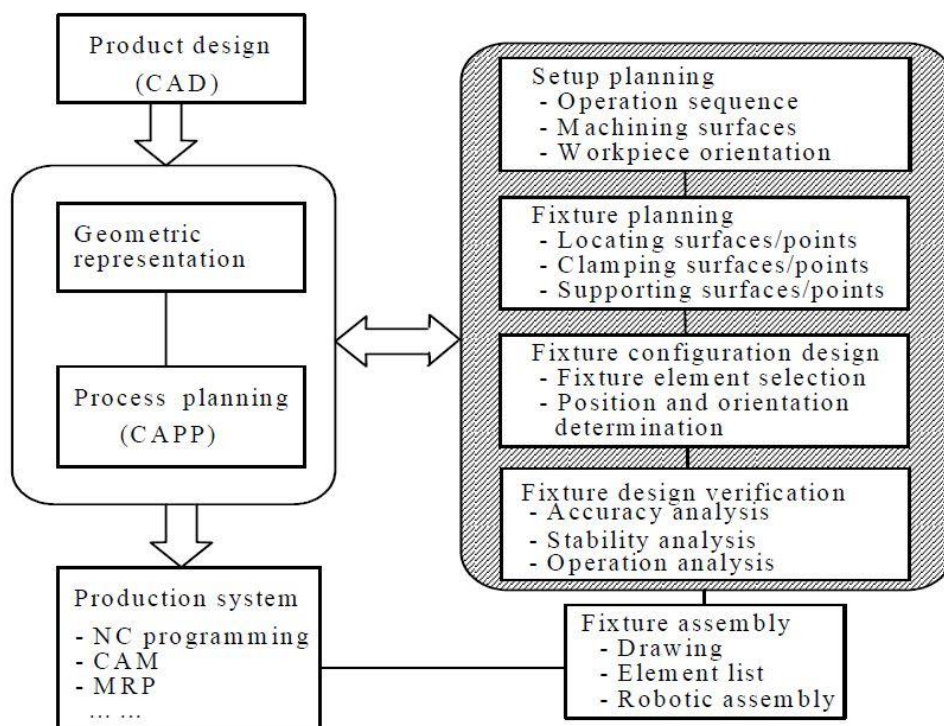 Product design
(CAD)
Geometric
representation
Process planning
(CAPP)
Production system
- NC programming
- CAM
- MRP
... ...
Setup planning
- Operation sequence
- Machining surfaces
- Workpiece orientation
Fixture planning
- Locating surfaces/points
- Clamping surfaces/points
- Supporting surfaces/points
Fixture configuration design
- Fixture element selection
- Position and orientation
determination
Fixture design verification
- Accuracy analysis
- Stability analysis
- Operation analysis
Fixture assembly
- Drawing
- Element list
- Robotic assembly